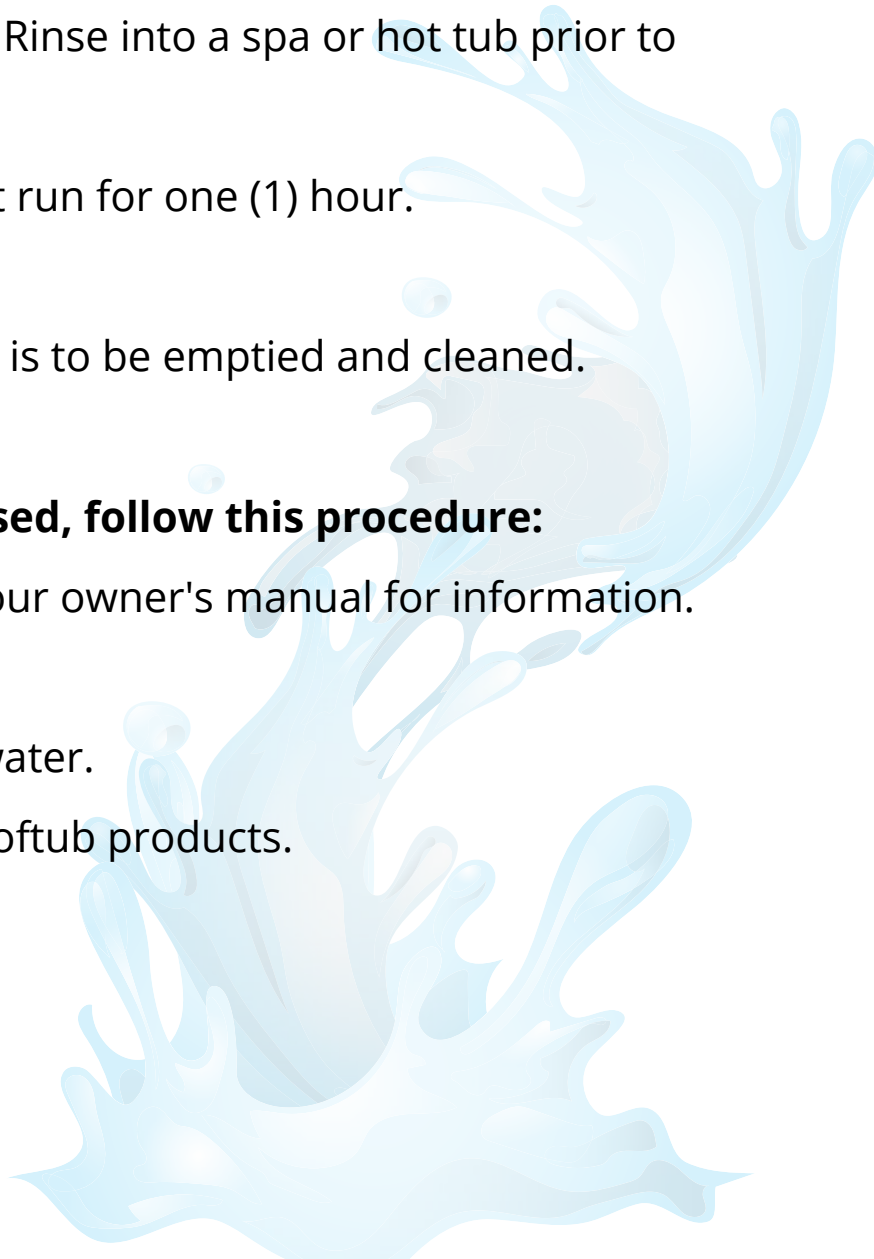 Rinse into a spa or hot tub prior to
t run for one (1) hour.
is to be emptied and cleaned.
sed, follow this procedure:
our owner's manual for information.
vater.
oftub products.